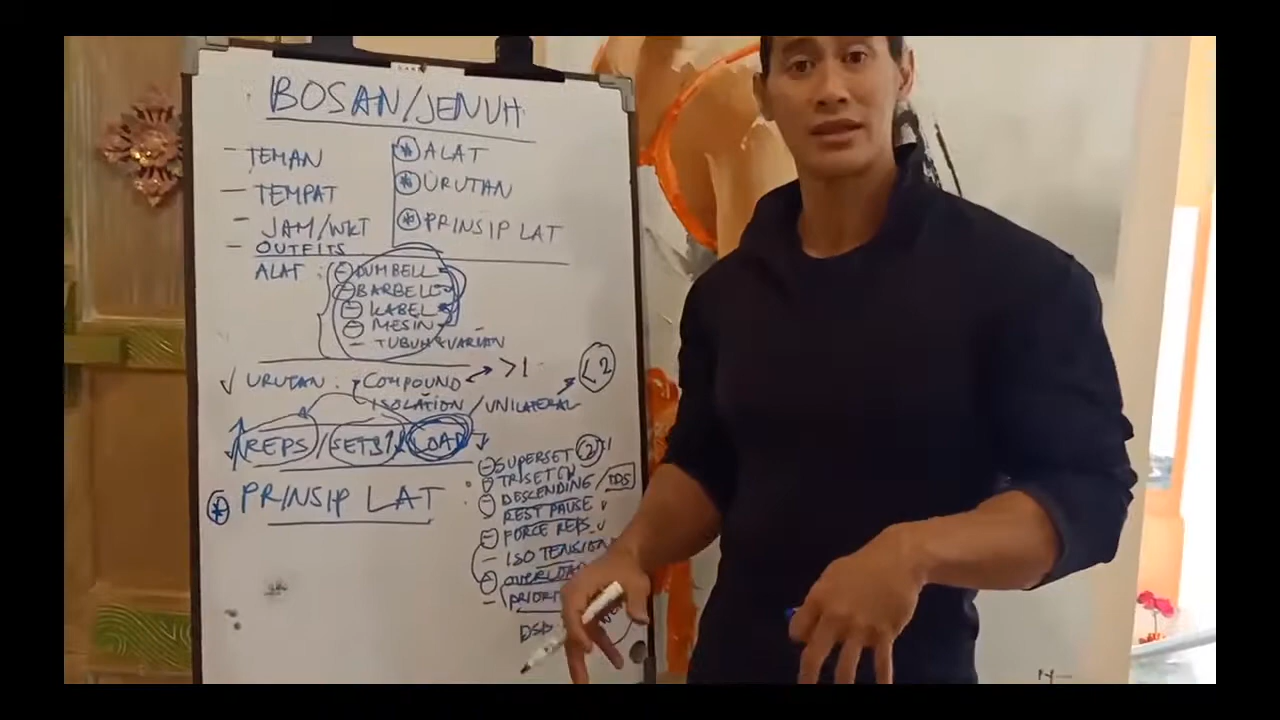 BOSAN/JENUH
- TEMAN
- TEMPAT
- JAM/WKT
- OUTFITS
* ALAT
* URUTAN
* PRINSIP LAT
ALAT :
- DUMBELL
- BARBELL
- KABEL
- MESIN
- TUBUH &VARIAN
✓ URUTAN : COMPOUND → >1
ISOLATION / UNILATERAL → <2
REPS / SETS / LOAD
* PRINSIP LAT :
- SUPERSET (2)
- TRISET
- DESCENDING/DDS
- REST PAUSE
- FORCE REPS
- ISO TENSION
- OVERLOAD